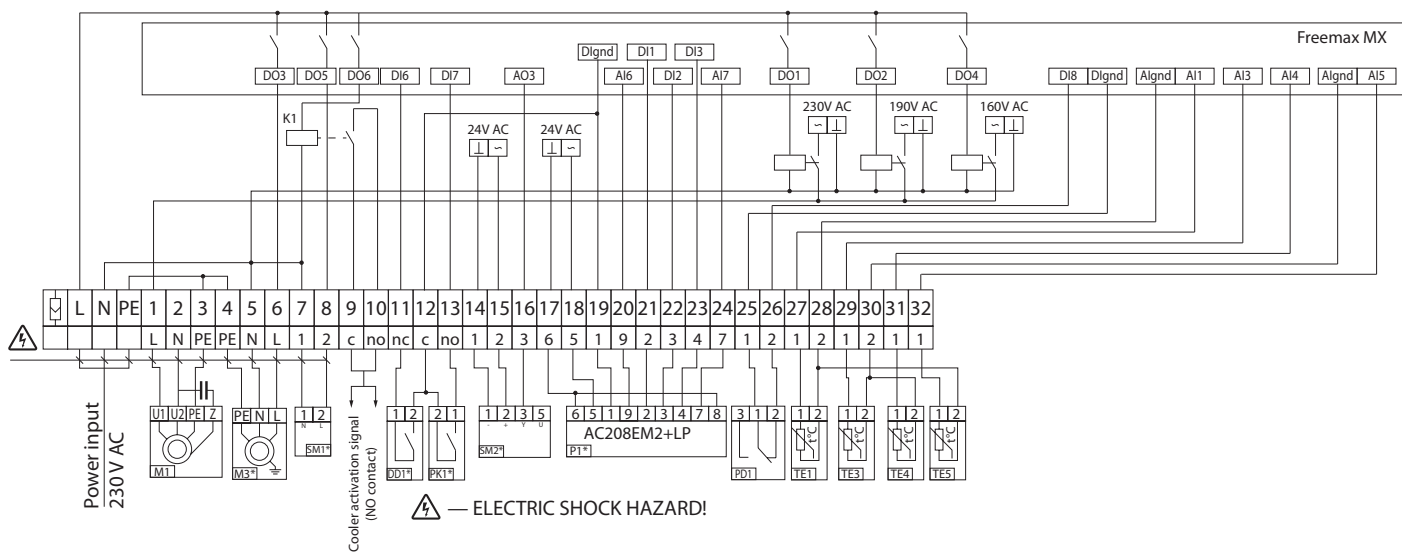 Freemax MX
DIgnd DI1 DI3
DO3 DO5 DO6 DI6 DI7 AO3 AI6 DI2 AI7 DO1 DO2 DO4 DI8 DIgnd AIgnd AI1 AI3 AI4 AIgnd AI5
230V AC 190V AC 160V AC
K1
24V AC 24V AC
L N PE 1 2 3 4 5 6 7 8 9 10 11 12 13 14 15 16 17 18 19 20 21 22 23 24 25 26 27 28 29 30 31 32
L N PE PE N L 1 2 c no nc c no 1 2 3 6 5 1 9 2 3 4 7 1 2 1 2 1 2 1 1
Power input
230 V AC
U1 U2 PE Z
M1
PE N L
M3*
1 2
N L
SM1*
Cooler activation signal
(NO contact)
1 2
DD1*
2 1
PK1*
1 2 3 5
- + Y U
SM2*
6 5 1 9 2 3 4 7 8
AC208EM2+LP
P1*
3 1 2
PD1
1 2
t°C
TE1
1 2
t°C
TE3
1 2
t°C
TE4
1 2
t°C
TE5
— ELECTRIC SHOCK HAZARD!